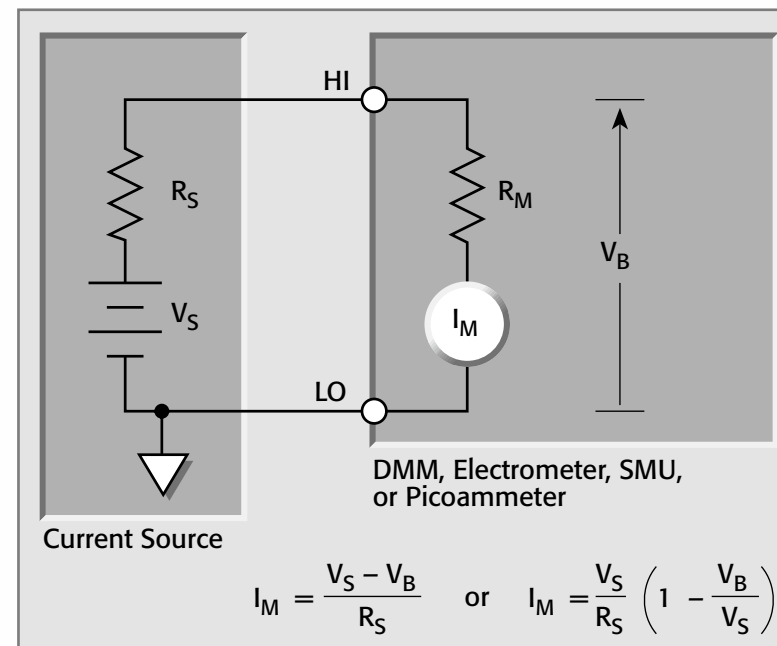 HI
R_S
R_M
V_B
V_S
I_M
LO
DMM, Electrometer, SMU,
or Picoammeter
Current Source
I_M = (V_S – V_B) / R_S or I_M = V_S / R_S (1 – V_B / V_S)